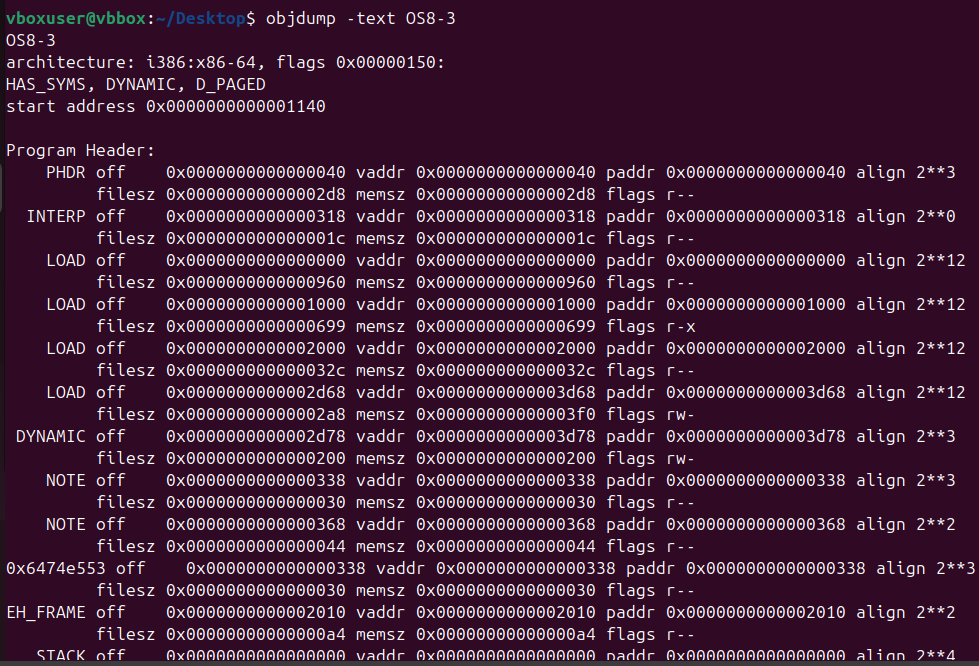 vboxuser@vbbox:~/Desktop$ objdump -text OS8-3
OS8-3
architecture: i386:x86-64, flags 0x00000150:
HAS_SYMS, DYNAMIC, D_PAGED
start address 0x0000000000001140

Program Header:
    PHDR off    0x0000000000000040 vaddr 0x0000000000000040 paddr 0x0000000000000040 align 2**3
         filesz 0x00000000000002d8 memsz 0x00000000000002d8 flags r--
  INTERP off    0x0000000000000318 vaddr 0x0000000000000318 paddr 0x0000000000000318 align 2**0
         filesz 0x000000000000001c memsz 0x000000000000001c flags r--
    LOAD off    0x0000000000000000 vaddr 0x0000000000000000 paddr 0x0000000000000000 align 2**12
         filesz 0x0000000000000960 memsz 0x0000000000000960 flags r--
    LOAD off    0x0000000000001000 vaddr 0x0000000000001000 paddr 0x0000000000001000 align 2**12
         filesz 0x0000000000000699 memsz 0x0000000000000699 flags r-x
    LOAD off    0x0000000000002000 vaddr 0x0000000000002000 paddr 0x0000000000002000 align 2**12
         filesz 0x000000000000032c memsz 0x000000000000032c flags r--
    LOAD off    0x0000000000002d68 vaddr 0x0000000000003d68 paddr 0x0000000000003d68 align 2**12
         filesz 0x00000000000002a8 memsz 0x00000000000003f0 flags rw-
 DYNAMIC off    0x0000000000002d78 vaddr 0x0000000000003d78 paddr 0x0000000000003d78 align 2**3
         filesz 0x0000000000000200 memsz 0x0000000000000200 flags rw-
    NOTE off    0x0000000000000338 vaddr 0x0000000000000338 paddr 0x0000000000000338 align 2**3
         filesz 0x0000000000000030 memsz 0x0000000000000030 flags r--
    NOTE off    0x0000000000000368 vaddr 0x0000000000000368 paddr 0x0000000000000368 align 2**2
         filesz 0x0000000000000044 memsz 0x0000000000000044 flags r--
0x6474e553 off    0x0000000000000338 vaddr 0x0000000000000338 paddr 0x0000000000000338 align 2**3
         filesz 0x0000000000000030 memsz 0x0000000000000030 flags r--
EH_FRAME off    0x0000000000002010 vaddr 0x0000000000002010 paddr 0x0000000000002010 align 2**2
         filesz 0x00000000000000a4 memsz 0x00000000000000a4 flags r--
   STACK off    0x0000000000000000 vaddr 0x0000000000000000 paddr 0x0000000000000000 align 2**4